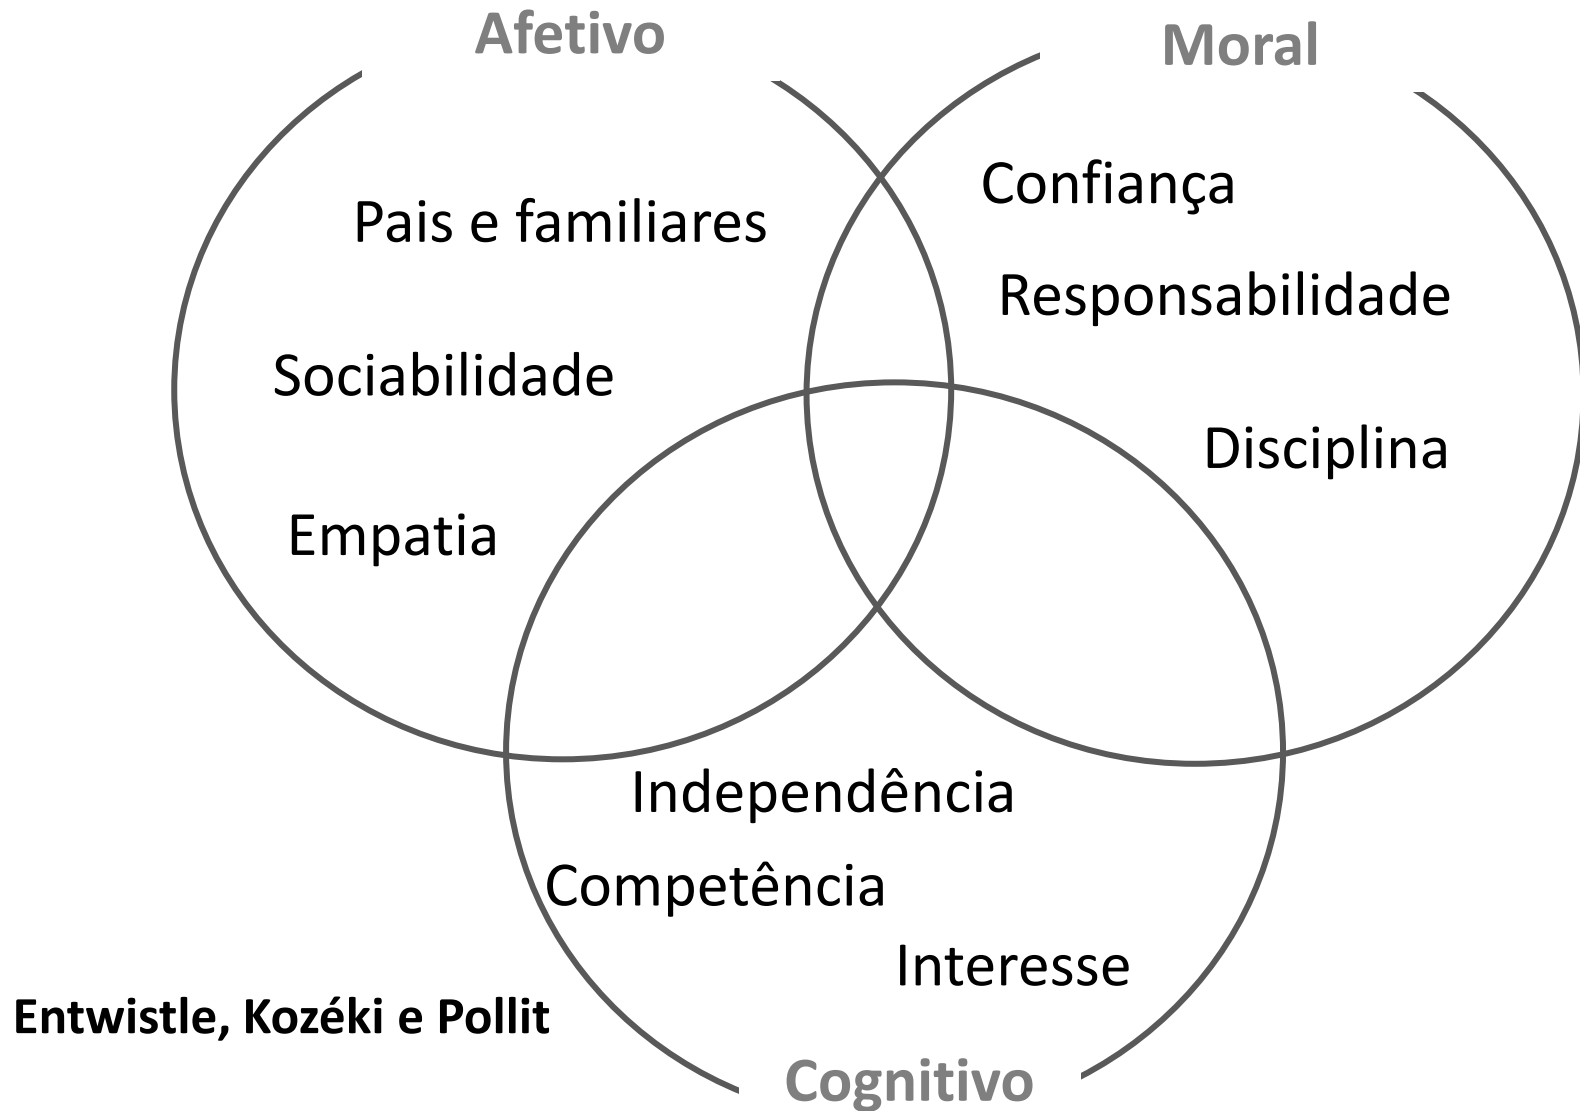 Afetivo
Moral
Pais e familiares
Sociabilidade
Empatia
Confiança
Responsabilidade
Disciplina
Independência
Competência
Interesse
Entwistle, Kozéki e Pollit
Cognitivo